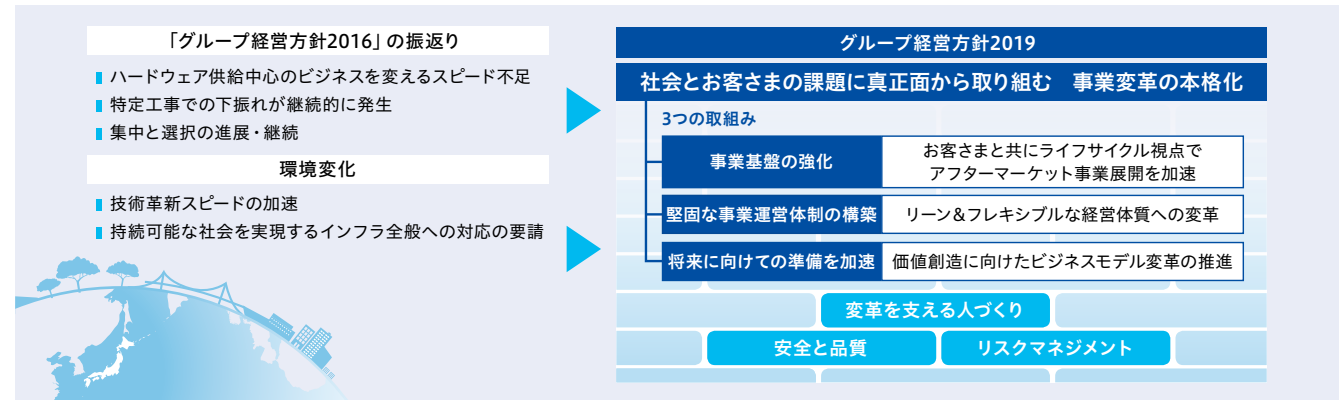 「グループ経営方針2016」の振返り
ハードウェア供給中心のビジネスを変えるスピード不足
特定工事での下振れが継続的に発生
集中と選択の進展・継続
環境変化
技術革新スピードの加速
持続可能な社会を実現するインフラ全般への対応の要請
グループ経営方針2019
社会とお客さまの課題に真正面から取り組む　事業変革の本格化
3つの取組み
事業基盤の強化
お客さまと共にライフサイクル視点で
アフターマーケット事業展開を加速
堅固な事業運営体制の構築
リーン&フレキシブルな経営体質への変革
将来に向けての準備を加速
価値創造に向けたビジネスモデル変革の推進
変革を支える人づくり
安全と品質
リスクマネジメント